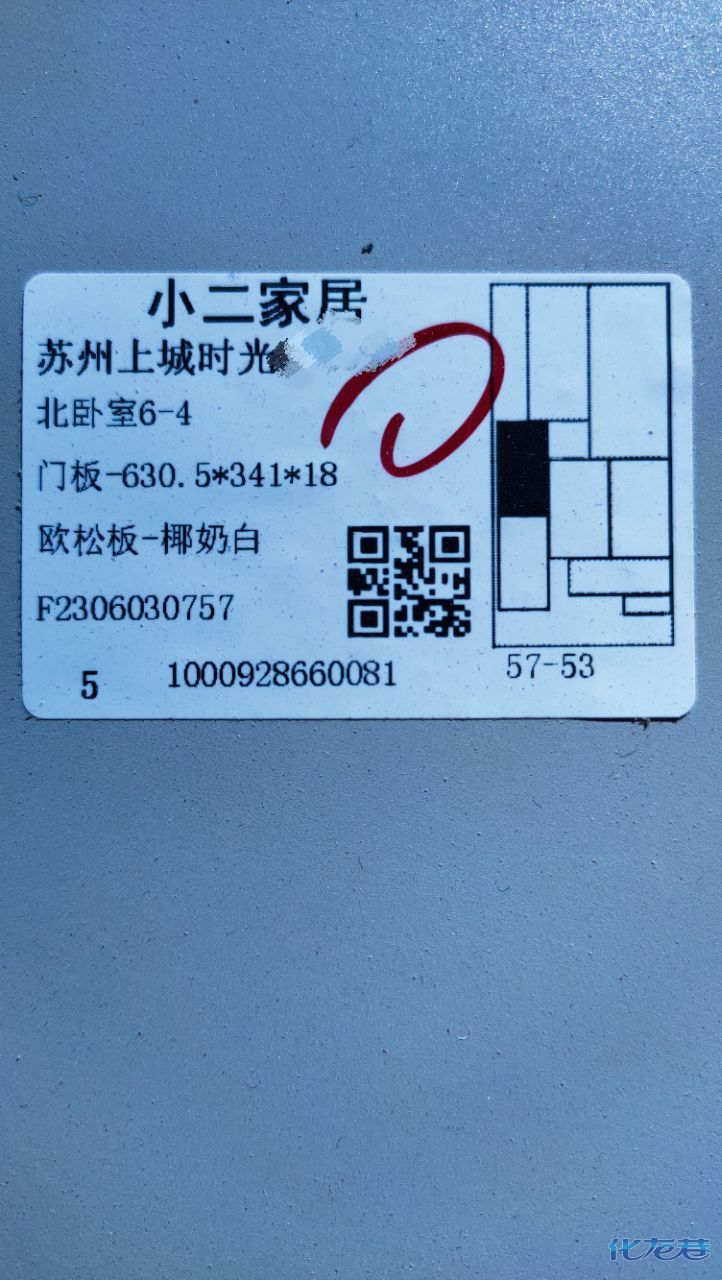 小二家居
苏州上城时光
北卧室6-4
门板-630.5*341*18
欧松板-椰奶白
F2306030757
5 1000928660081
57-53
化龙巷